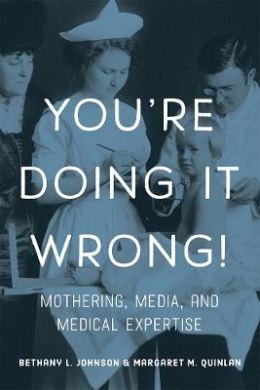 YOU'RE
DOING IT
WRONG!
MOTHERING, MEDIA, AND
MEDICAL EXPERTISE
BETHANY L. JOHNSON & MARGARET M. QUINLAN